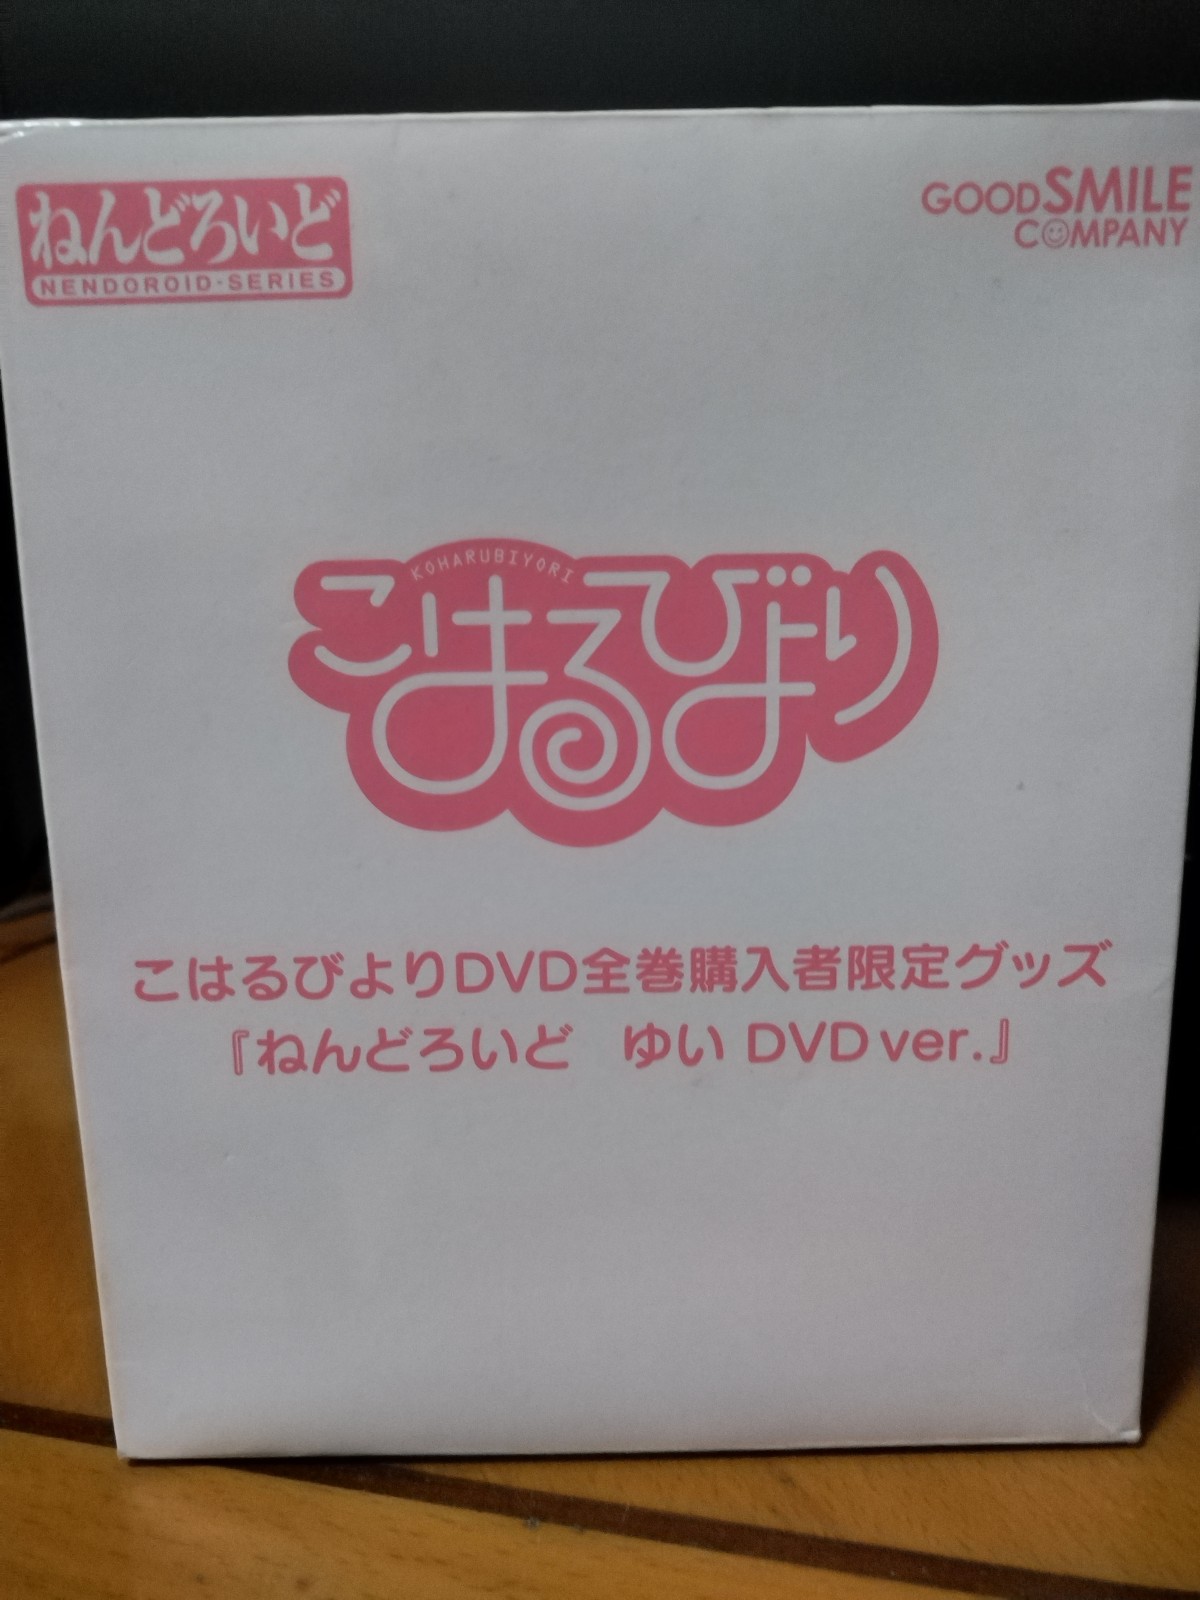 ねんどろいど
NENDOROID・SERIES
GOOD SMILE
COMPANY
KOHARUBIYORI
こはるびより
こはるびよりDVD全巻購入者限定グッズ
『ねんどろいど　ゆい DVD ver.』